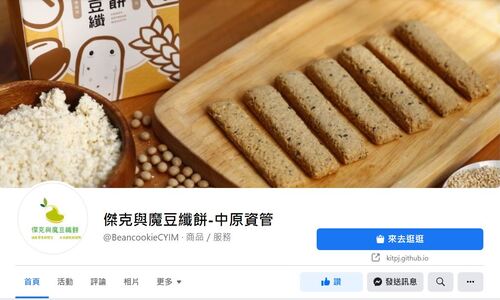 豆餅
纖
傑克與魔豆纖餅
傑克與魔豆纖餅-中原資管
@BeancookieCYIM · 商品 / 服務
來去逛逛
kitpj.github.io
首頁 活動 評論 相片 更多
讚 發送訊息